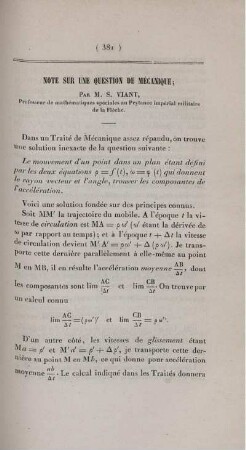 ( 382 )
NOTE SUR UNE QUESTION DE MÉCANIQUE;
PAR M. S. VIANT,
Professeur de mathématiques spéciales au Prytanée impérial militaire
de la Flèche.
Dans un Traité de Mécanique assez répandu, on trouve
une solution inexacte de la question suivante :
Le mouvement d'un point dans un plan étant défini
par les deux équations ρ = f(t), ω = φ (t) qui donnent
le rayon vecteur et l'angle, trouver les composantes de
l'accélération.
Voici une solution fondée sur des principes connus.
Soit MM' la trajectoire du mobile. A l'époque t la vi-
tesse de circulation est MA = ρ ω' (ω' étant la dérivée de
ω par rapport au temps); et à l'époque t + Δt la vitesse
de circulation devient M'A' = ρω' + Δ (ρω'). Je trans-
porte cette dernière parallèlement à elle-même au point
M en MB, il en résulte l'accélération moyenne AB/Δt, dont
les composantes sont lim AC/Δt et lim CB/Δt. On trouve par
un calcul connu
lim AC/Δt = (ρω')' et lim CB/Δt = ρω'².
D'un autre côté, les vitesses de glissement étant
Ma = ρ' et M'a' = ρ' + Δρ', je transporte cette der-
nière au point M en Mb, ce qui donne pour accélération
moyenne ab/Δt. Le calcul indiqué dans les Traités donnera